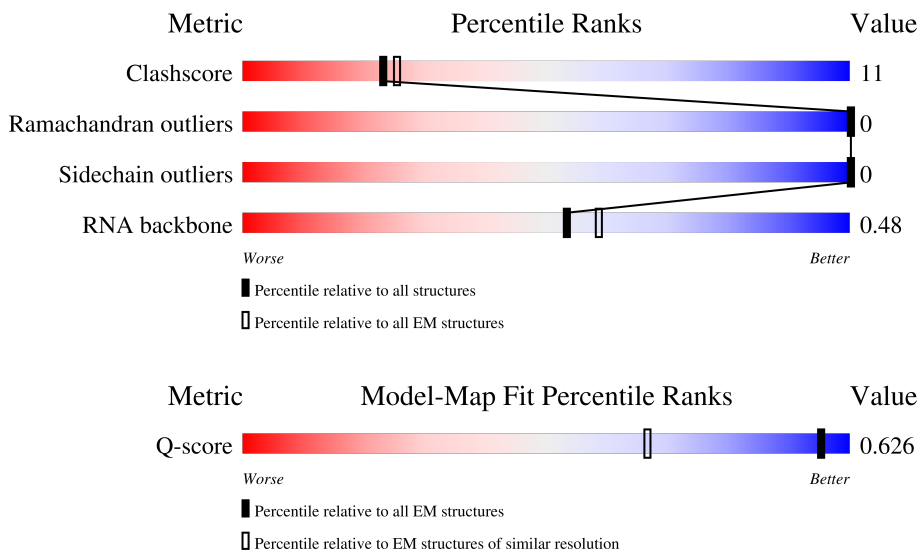 Metric Percentile Ranks Value
Clashscore 11
Ramachandran outliers 0
Sidechain outliers 0
RNA backbone 0.48
Worse Better
Percentile relative to all structures
Percentile relative to all EM structures
Metric Model-Map Fit Percentile Ranks Value
Q-score 0.626
Worse Better
Percentile relative to all EM structures
Percentile relative to EM structures of similar resolution